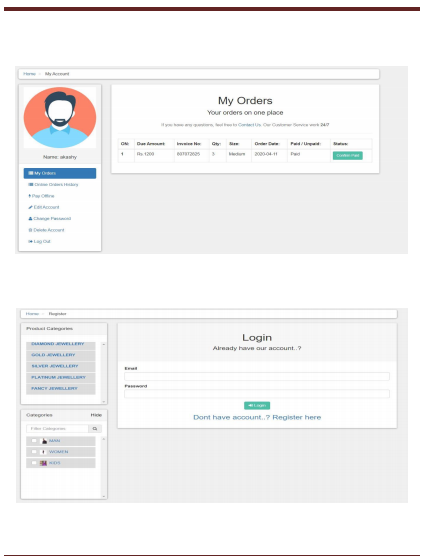 Home / My Account
My Orders
Your orders on one place
If you have any questions, feel free to Contact Us. Our Customer Service work 24/7
ON: Due Amount: Invoice No: Qty: Size: Order Date: Paid / Unpaid: Status:
1 Rs.1200 Medium 2020-04-11 Paid
Name: akashy
My Orders
Online Orders History
Pay Offline
Edit Account
Change Password
Delete Account
Log Out
Home / Register
Product Categories
DIAMOND JEWELLERY
GOLD JEWELLERY
SILVER JEWELLERY
PLATINUM JEWELLERY
FANCY JEWELLERY
Categories Hide
Filter Categories
MAN
WOMEN
KIDS
Login
Already have our account..?
Email
Password
Login
Dont have account..? Register here